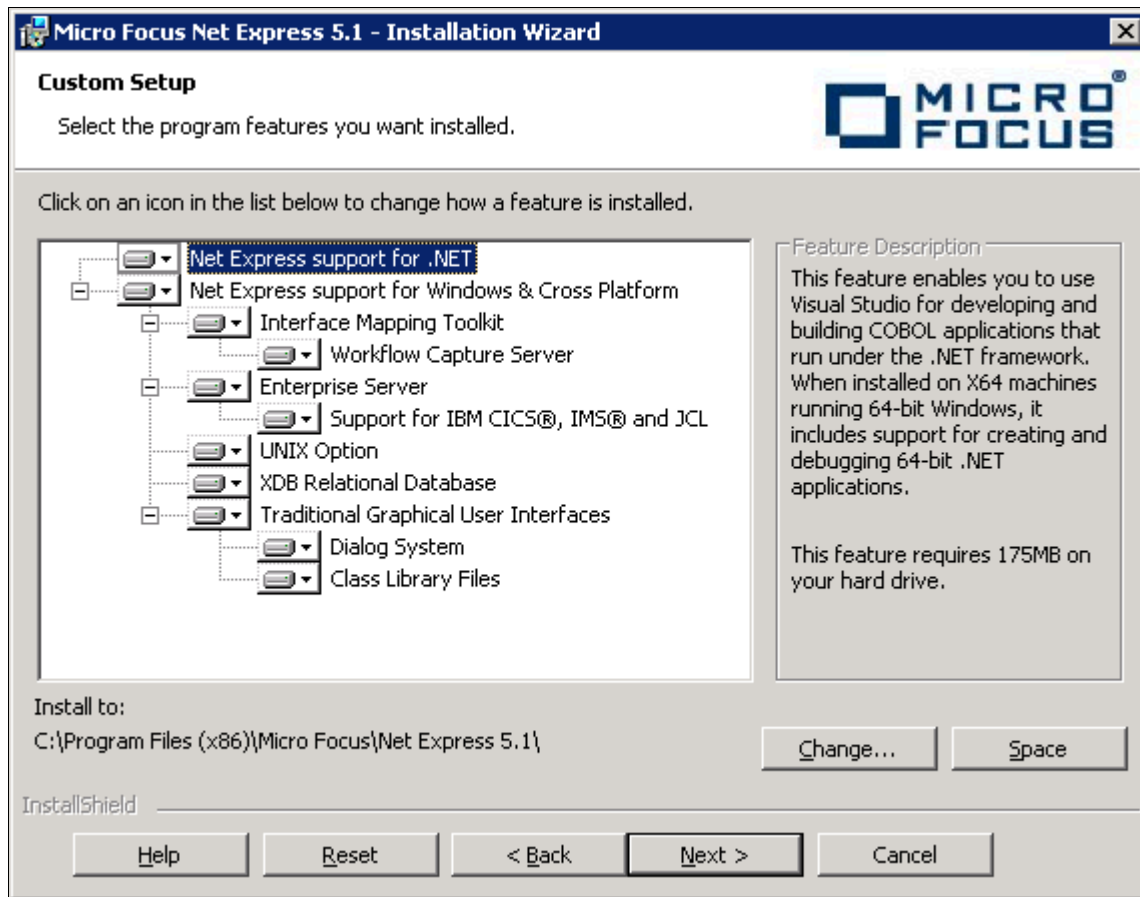 Micro Focus Net Express 5.1 - Installation Wizard
Custom Setup
Select the program features you want installed.
MICRO
FOCUS
®
Click on an icon in the list below to change how a feature is installed.
Net Express support for .NET
Net Express support for Windows & Cross Platform
Interface Mapping Toolkit
Workflow Capture Server
Enterprise Server
Support for IBM CICS®, IMS® and JCL
UNIX Option
XDB Relational Database
Traditional Graphical User Interfaces
Dialog System
Class Library Files
Feature Description
This feature enables you to use
Visual Studio for developing and
building COBOL applications that
run under the .NET framework.
When installed on X64 machines
running 64-bit Windows, it
includes support for creating and
debugging 64-bit .NET
applications.
This feature requires 175MB on
your hard drive.
Install to:
C:\Program Files (x86)\Micro Focus\Net Express 5.1\
Change...
Space
InstallShield
Help
Reset
< Back
Next >
Cancel